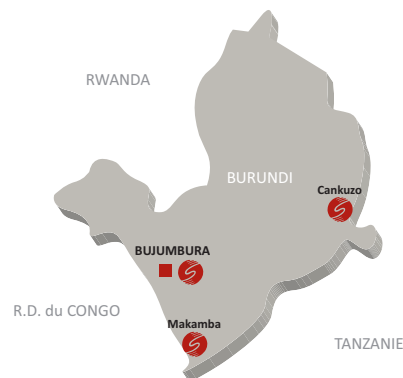 RWANDA
BURUNDI
Cankuzo
BUJUMBURA
R.D. du CONGO
Makamba
TANZANIE